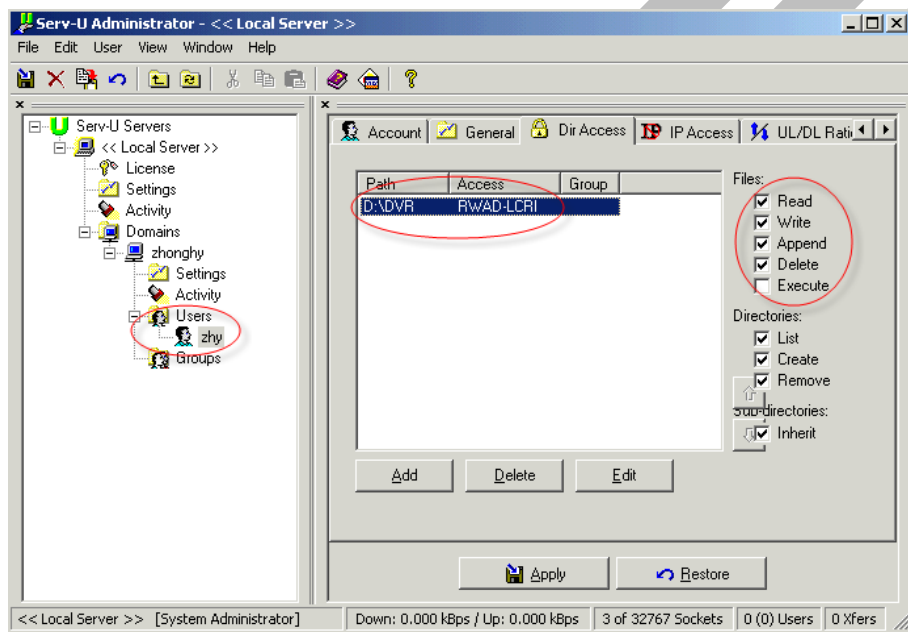 Serv-U Administrator - << Local Server >>
File Edit User View Window Help
Serv-U Servers
<< Local Server >>
License
Settings
Activity
Domains
zhonghy
Settings
Activity
Users
zhy
Groups
Account General Dir Access IP Access UL/DL Rati
Path Access Group
D:\DVR RWAD-LCRI
Files:
Read
Write
Append
Delete
Execute
Directories:
List
Create
Remove
Sub-directories:
Inherit
Add Delete Edit
Apply Restore
<< Local Server >> [System Administrator] Down: 0.000 kBps / Up: 0.000 kBps 3 of 32767 Sockets 0 (0) Users 0 Xfers